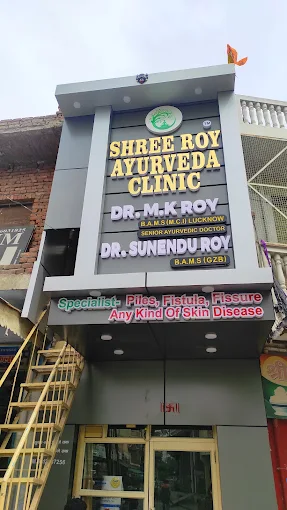 SHREE ROY
AYURVEDA
CLINIC
DR. M.K ROY
B.A.M.S (M.C.I) LUCKNOW
SENIOR AYURVEDIC DOCTOR
DR. SUNENDU ROY
B.A.M.S (GZB)
Specialist- Piles, Fistula, Fissure
Any Kind Of Skin Disease